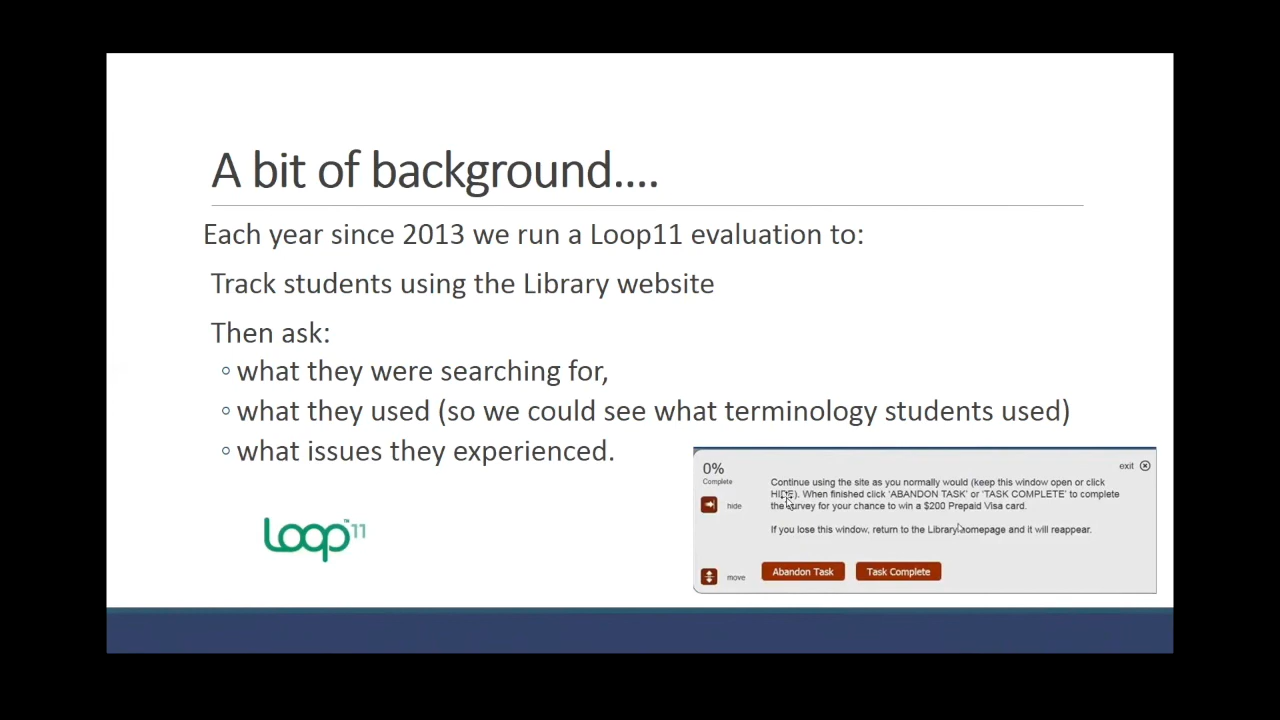 A bit of background....
Each year since 2013 we run a Loop11 evaluation to:
Track students using the Library website
Then ask:
◦ what they were searching for,
◦ what they used (so we could see what terminology students used)
◦ what issues they experienced.
0%
Complete
exit
Continue using the site as you normally would (keep this window open or click
HIDE). When finished click 'ABANDON TASK' or 'TASK COMPLETE' to complete
the survey for your chance to win a $200 Prepaid Visa card.
hide
If you lose this window, return to the Library homepage and it will reappear.
move
Abandon Task
Task Complete
Loop™11